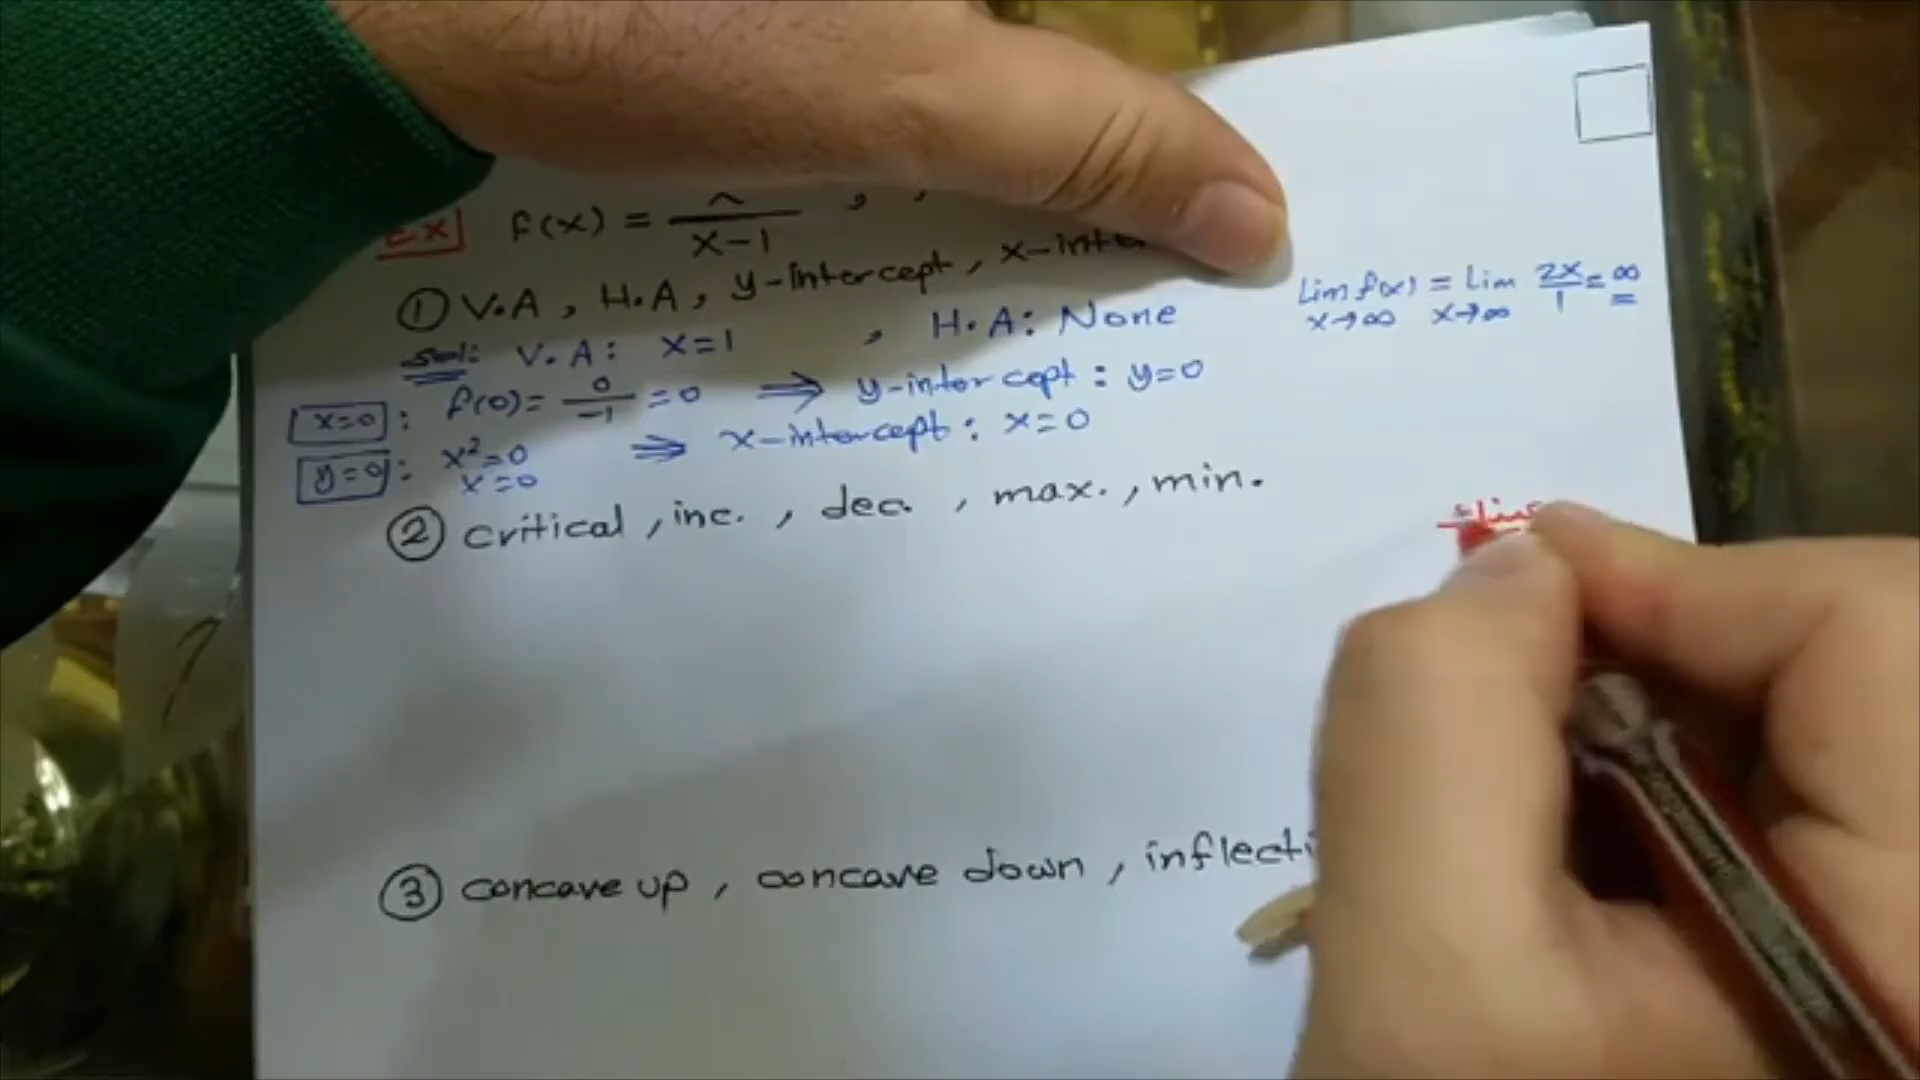 Ex f(x) = ―/x-1 , ,
① V.A , H.A , y-intercept , x-inte
Sol: V.A : x=1 , H.A : None
Lim f(x) = Lim 2x/1 = ∞
x→∞ x→∞
x=0 : f(0) = 0/-1 = 0 ⇒ y-intercept : y=0
y=0 : x²=0 ⇒ x-intercept : x=0
x=0
② critical , inc. , dec. , max. , min.
③ concave up , concave down , inflecti